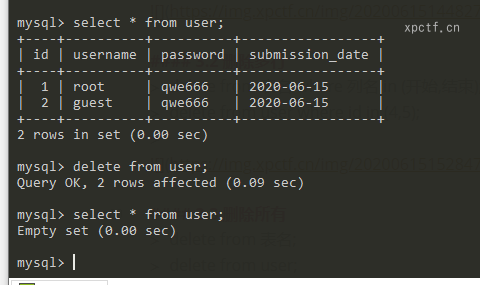 mysql> select * from user;
xpctf.cn
+----+----------+----------+-----------------+
| id | username | password | submission_date |
+----+----------+----------+-----------------+
| 1 | root | qwe666 | 2020-06-15 |
| 2 | guest | qwe666 | 2020-06-15 |
+----+----------+----------+-----------------+
2 rows in set (0.00 sec)
mysql> delete from user;
Query OK, 2 rows affected (0.09 sec)
mysql> select * from user;
Empty set (0.00 sec)
mysql>